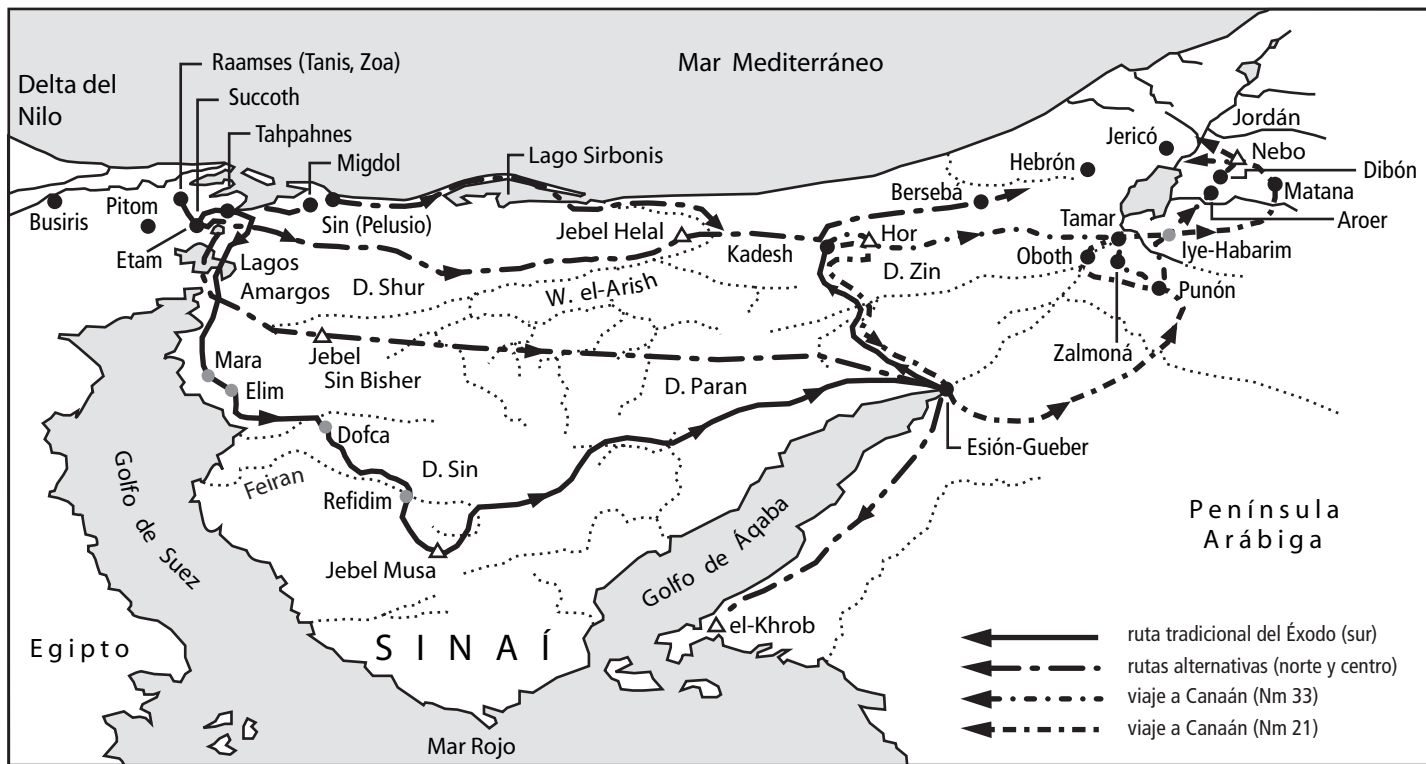 Raamses (Tanis, Zoa)
Mar Mediterráneo
Delta del
Nilo
Succoth
Tahpahnes
Jordán
Jericó
Migdol
Lago Sirbonis
Nebo
Hebrón
Dibón
Busiris
Pitom
Berseba
Matana
Sin (Pelusio)
Tamar
Aroer
Jebel Helal
Hor
Kadesh
Iye-Habarim
Etam
Oboth
Lagos
Amargos
D. Zin
D. Shur
W. el-Arish
Punón
Jebel
Sin Bisher
Zalmoná
Mara
D. Paran
Elim
Dofca
Esión-Gueber
D. Sin
Feiran
Golfo de Suez
Refidim
Península
Arábiga
Golfo de Áqaba
Jebel Musa
el-Khrob
Egipto
SINAÍ
ruta tradicional del Éxodo (sur)
rutas alternativas (norte y centro)
viaje a Canaán (Nm 33)
viaje a Canaán (Nm 21)
Mar Rojo